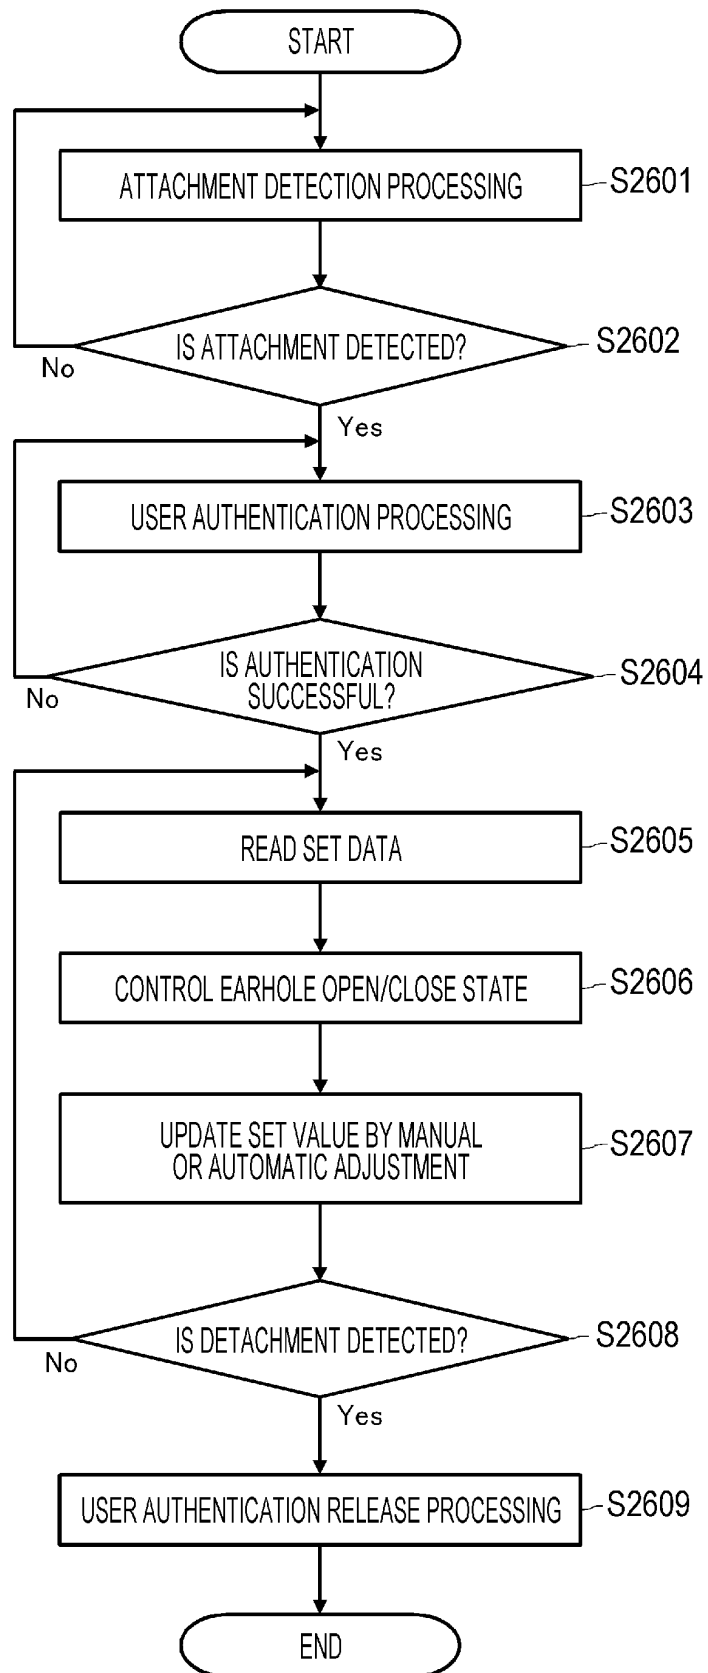 START
ATTACHMENT DETECTION PROCESSING
S2601
IS ATTACHMENT DETECTED?
S2602
No
Yes
USER AUTHENTICATION PROCESSING
S2603
IS AUTHENTICATION
SUCCESSFUL?
S2604
No
Yes
READ SET DATA
S2605
CONTROL EARHOLE OPEN/CLOSE STATE
S2606
UPDATE SET VALUE BY MANUAL
OR AUTOMATIC ADJUSTMENT
S2607
IS DETACHMENT DETECTED?
S2608
No
Yes
USER AUTHENTICATION RELEASE PROCESSING
S2609
END